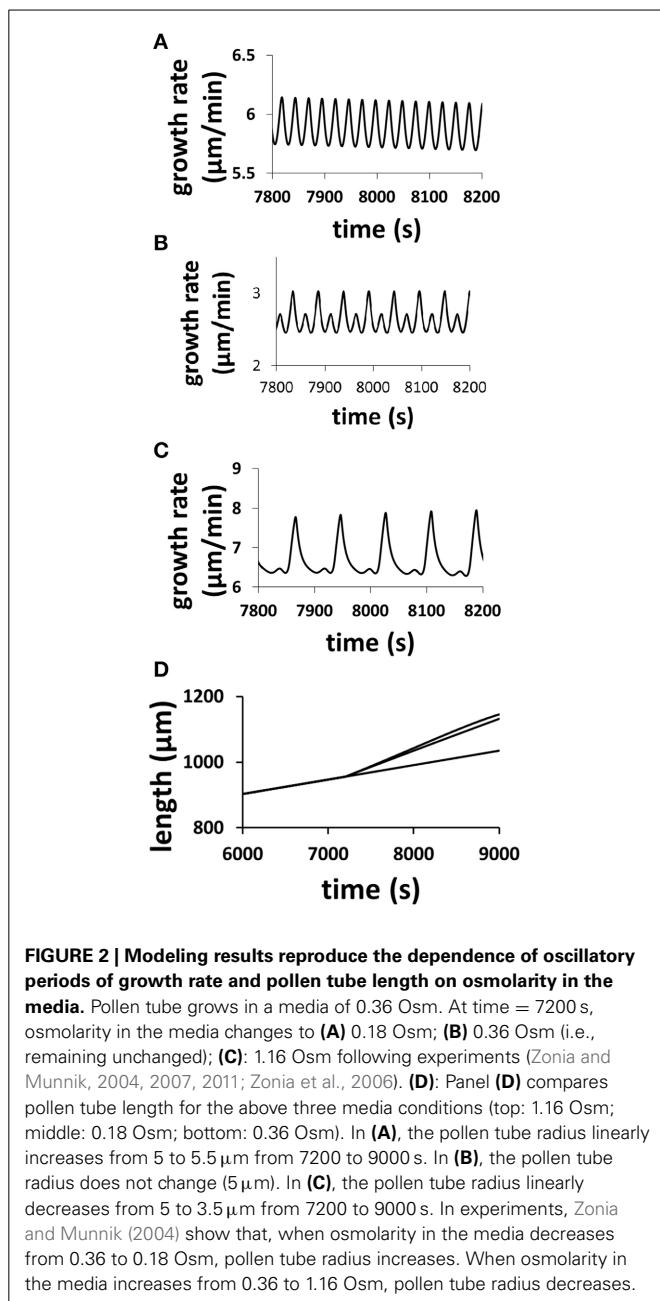 A
growth rate
(µm/min)
6.5
6
5.5
7800 7900 8000 8100 8200
time (s)
B
growth rate
(µm/min)
3
2
7800 7900 8000 8100 8200
time (s)
C
growth rate
(µm/min)
9
8
7
6
7800 7900 8000 8100 8200
time (s)
D
length (µm)
1200
1000
800
6000 7000 8000 9000
time (s)
FIGURE 2 | Modeling results reproduce the dependence of oscillatory
periods of growth rate and pollen tube length on osmolarity in the
media. Pollen tube grows in a media of 0.36 Osm. At time = 7200 s,
osmolarity in the media changes to (A) 0.18 Osm; (B) 0.36 Osm (i.e.,
remaining unchanged); (C): 1.16 Osm following experiments (Zonia and
Munnik, 2004, 2007, 2011; Zonia et al., 2006). (D): Panel (D) compares
pollen tube length for the above three media conditions (top: 1.16 Osm;
middle: 0.18 Osm; bottom: 0.36 Osm). In (A), the pollen tube radius linearly
increases from 5 to 5.5 µm from 7200 to 9000 s. In (B), the pollen tube
radius does not change (5 µm). In (C), the pollen tube radius linearly
decreases from 5 to 3.5 µm from 7200 to 9000 s. In experiments, Zonia
and Munnik (2004) show that, when osmolarity in the media decreases
from 0.36 to 0.18 Osm, pollen tube radius increases. When osmolarity in
the media increases from 0.36 to 1.16 Osm, pollen tube radius decreases.